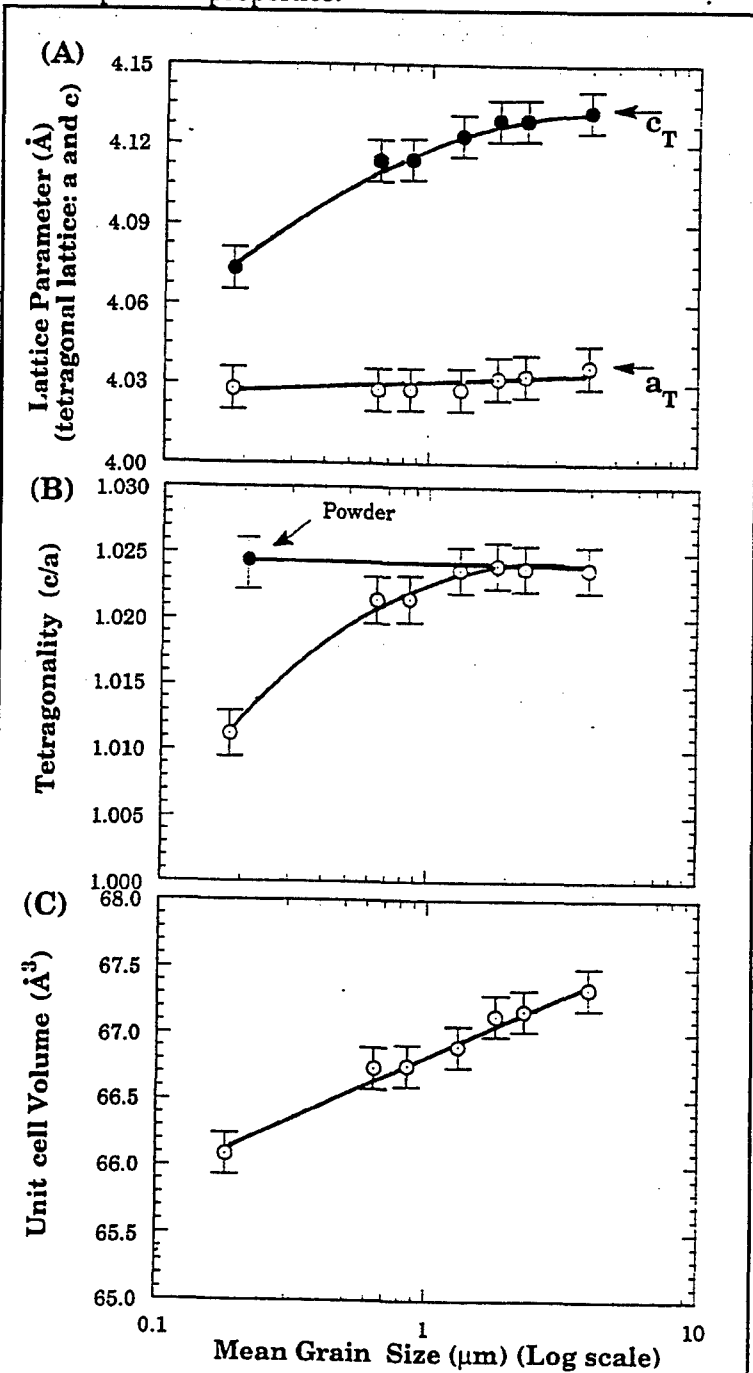 (A)
4.15
4.12
4.09
4.06
4.03
4.00
Lattice Parameter (Å)
(tetragonal lattice: a and c)
cT
aT
(B)
1.030
1.025
1.020
1.015
1.010
1.005
1.000
Tetragonality (c/a)
Powder
(C)
68.0
67.5
67.0
66.5
66.0
65.5
65.0
Unit cell Volume (Å³)
0.1
1
10
Mean Grain Size (μm) (Log scale)